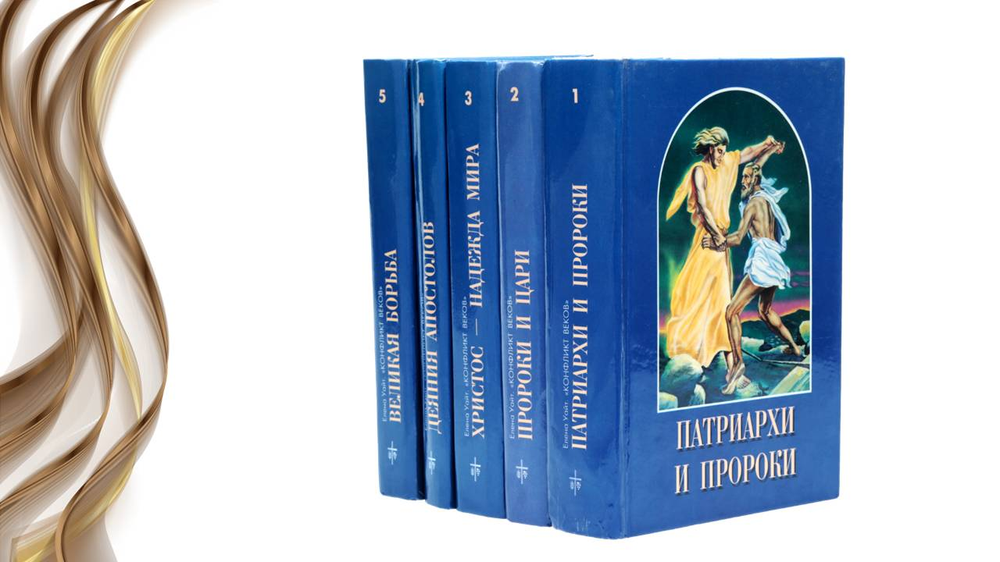 5
Елена Уайт. «КОНФЛИКТ ВЕКОВ»
ВЕЛИКАЯ БОРЬБА
4
ДЕЯНИЯ АПОСТОЛОВ
3
Елена Уайт. «КОНФЛИКТ ВЕКОВ»
ХРИСТОС — НАДЕЖДА МИРА
2
Елена Уайт. «КОНФЛИКТ ВЕКОВ»
ПРОРОКИ И ЦАРИ
1
Елена Уайт. «КОНФЛИКТ ВЕКОВ»
ПАТРИАРХИ И ПРОРОКИ
ПАТРИАРХИ
И ПРОРОКИ